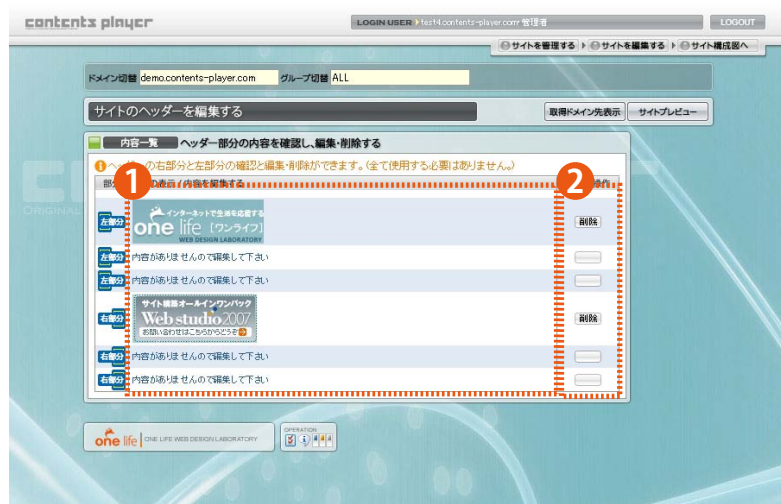 contents player
LOGIN USER test4.contents-player.com 管理者
LOGOUT
サイトを管理する
サイトを編集する
サイト構成図へ
ドメイン切替 demo.contents-player.com グループ切替 ALL
サイトのヘッダーを編集する
取得ドメイン先表示
サイトプレビュー
内容一覧 ヘッダー部分の内容を確認し、編集・削除する
の右部分と左部分の確認と編集・削除ができます。(全て使用する必要はありません。)
1
2
の表示/内容を編集する
左部分
インターネットで生活を応援する
one life [ワンライフ]
WEB DESIGN LABORATORY
削除
左部分 内容がありませんので編集して下さい
左部分 内容がありませんので編集して下さい
右部分
サイト構築オールインワンパック
Web studio 2007
お問い合わせはこちらからどうぞ
削除
右部分 内容がありませんので編集して下さい
右部分 内容がありませんので編集して下さい
one life ONE LIFE WEB DESIGN LABORATORY
OPERATION